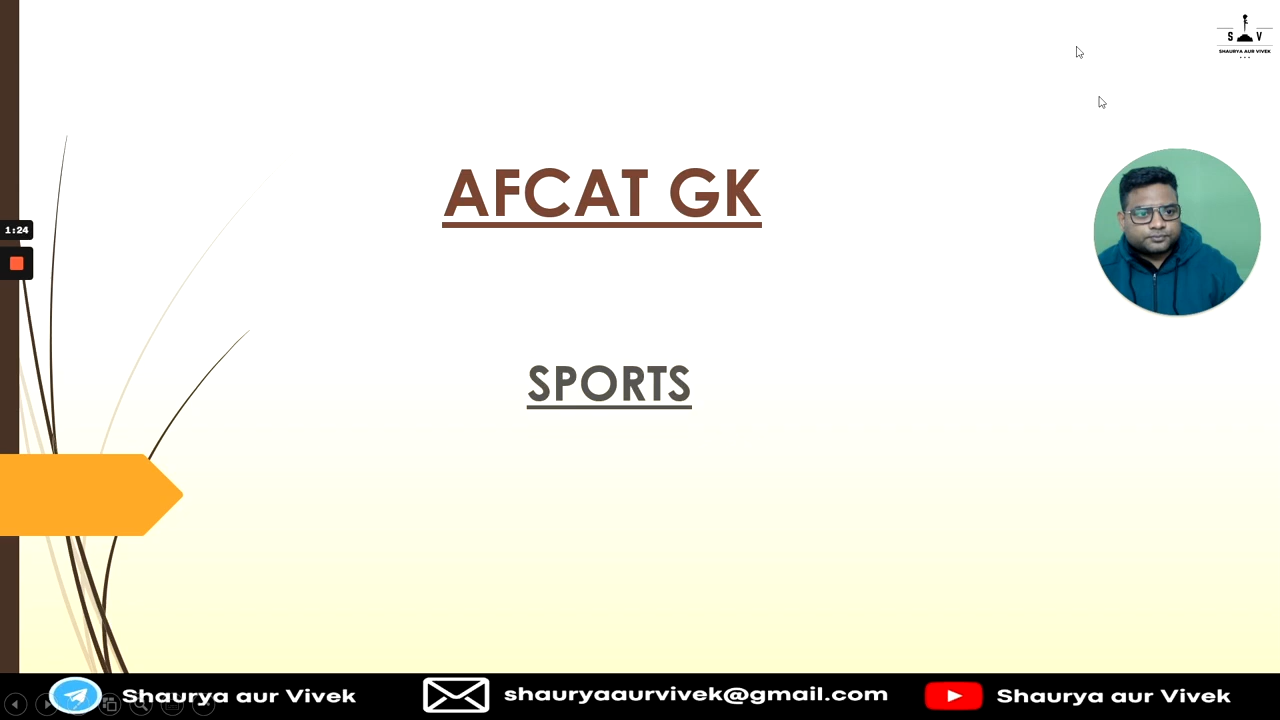 S V
SHAURYA AUR VIVEK
AFCAT GK
1:24
SPORTS
Shaurya aur Vivek
shauryaaurvivek@gmail.com
Shaurya aur Vivek